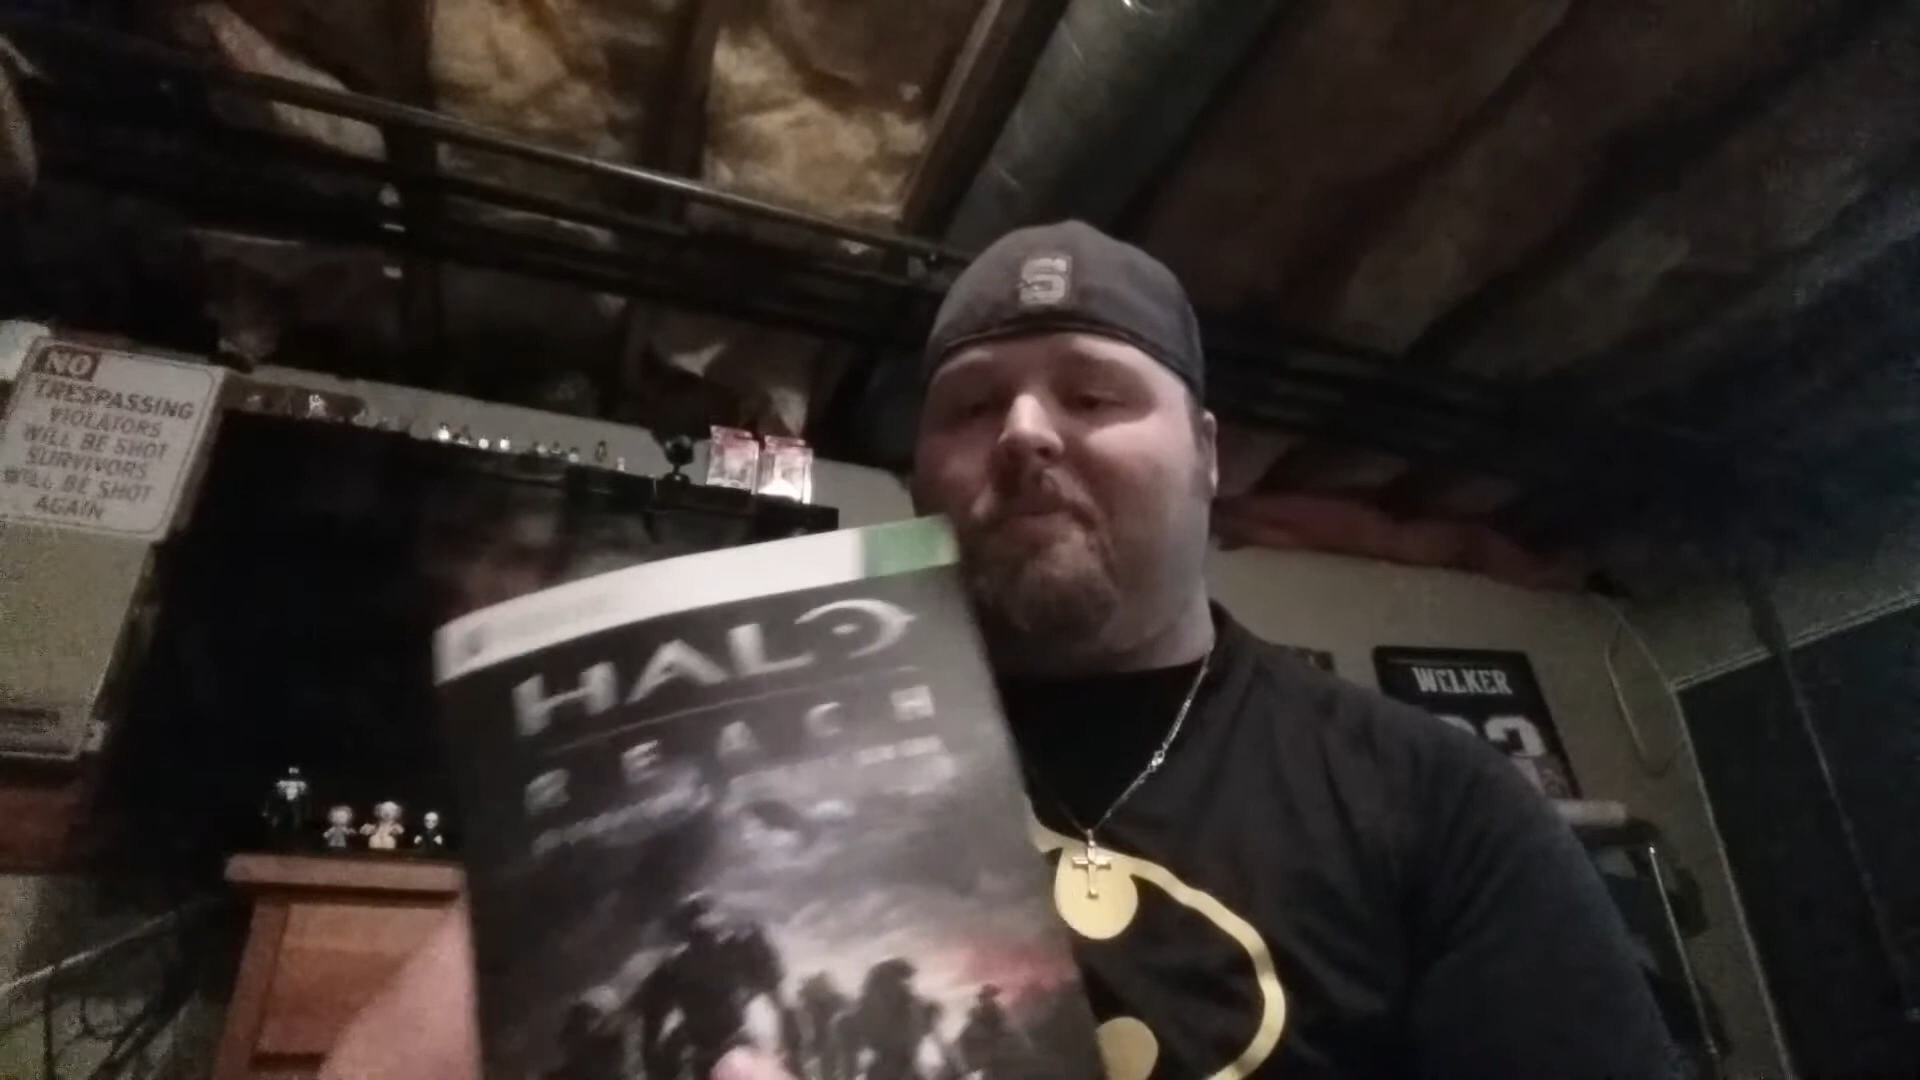 NO
TRESPASSING
VIOLATORS
WILL BE SHOT
SURVIVORS
WILL BE SHOT
AGAIN
S
HALO
REACH
WELKER